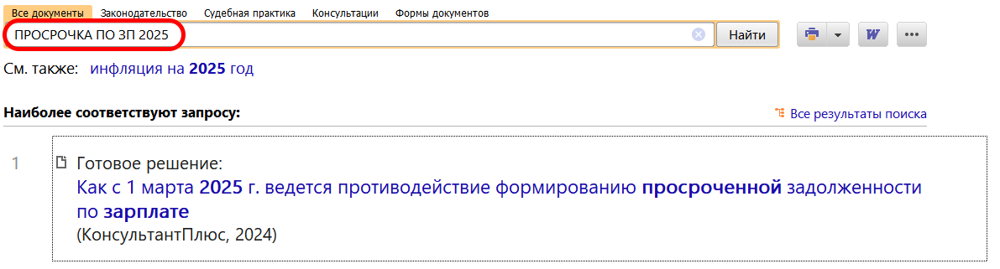 Все документы Законодательство Судебная практика Консультации Формы документов
ПРОСРОЧКА ПО ЗП 2025 Найти W
См. также: инфляция на 2025 год
Наиболее соответствуют запросу: Все результаты поиска
1 Готовое решение:
Как с 1 марта 2025 г. ведется противодействие формированию просроченной задолженности
по зарплате
(КонсультантПлюс, 2024)